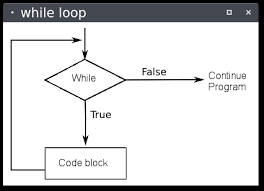 while loop
While
False
Continue
Program
True
Code block